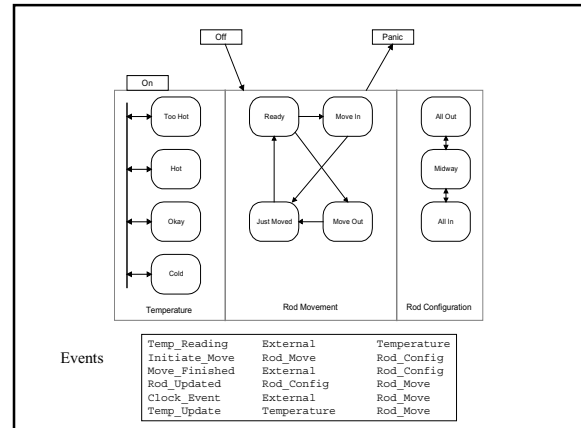 Off
Panic
On
Too Hot
Ready
Move In
All Out
Hot
Midway
Okay
Just Moved
Move Out
All In
Cold
Temperature
Rod Movement
Rod Configuration
Events
Temp_Reading External Temperature
Initiate_Move Rod_Move Rod_Config
Move_Finished External Rod_Config
Rod_Updated Rod_Config Rod_Move
Clock_Event External Rod_Move
Temp_Update Temperature Rod_Move